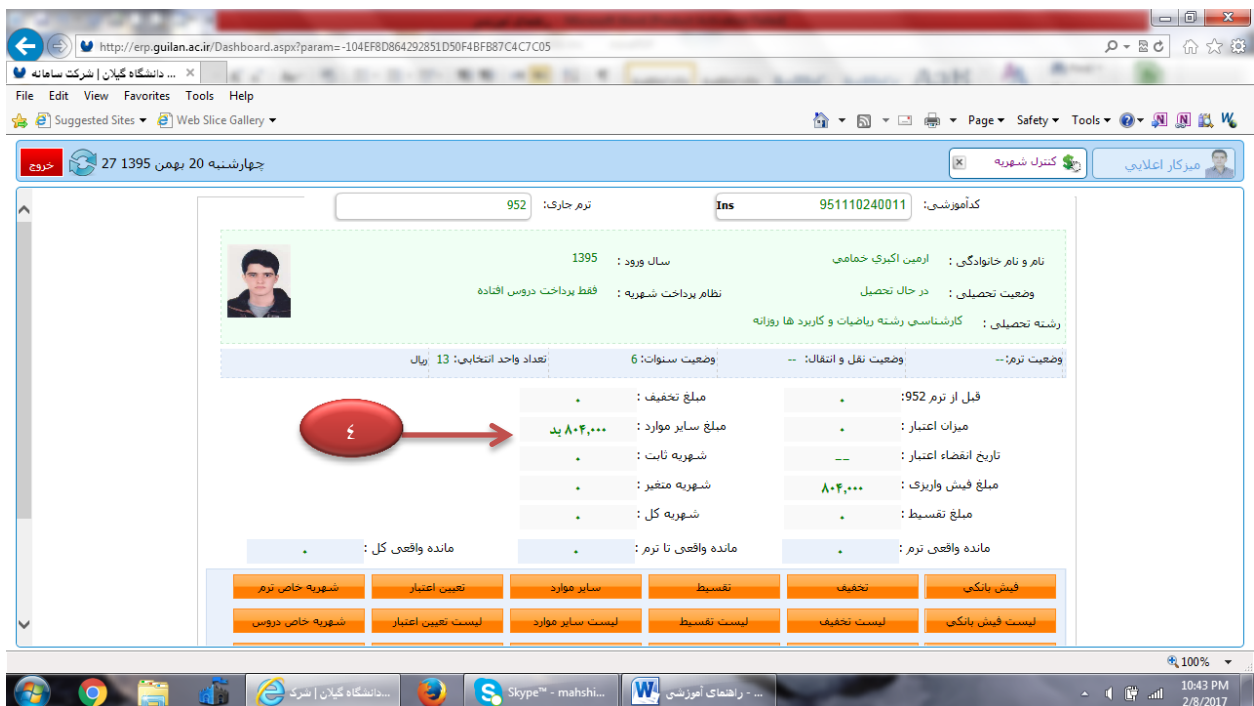 http://erp.guilan.ac.ir/Dashboard.aspx?param=-104EF8D864292851D50F4BFB87C4C7C05
... دانشگاه گیلان | شرکت سامانه
File Edit View Favorites Tools Help
Suggested Sites Web Slice Gallery Page Safety Tools
میزکار اعلایی کنترل شهریه چهارشنبه 20 بهمن 1395 27 خروج
کدآموزشی: 951110240011 Ins ترم جاری: 952
نام و نام خانوادگی : ارمین اکبري خمامي سال ورود : 1395
وضعیت تحصیلی : در حال تحصیل نظام پرداخت شهریه : فقط پرداخت دروس افتاده
رشته تحصیلی : کارشناسي رشته ریاضیات و کاربرد ها روزانه
وضعیت ترم:-- وضعیت نقل و انتقال: -- وضعیت سنوات: 6 تعداد واحد انتخابی: 13 ریال
قبل از ترم 952: ۰ مبلغ تخفیف : ۰
میزان اعتبار : ۰ مبلغ سایر موارد : ۸۰۴,۰۰۰ بد ٤
تاریخ انقضاء اعتبار : __ شهریه ثابت : ۰
مبلغ فیش واریزی : ۸۰۴,۰۰۰ شهریه متغیر : ۰
مبلغ تقسیط : ۰ شهریه کل : ۰
مانده واقعی ترم : ۰ مانده واقعی تا ترم : ۰ مانده واقعی کل : ۰
فیش بانکی تخفیف تقسیط سایر موارد تعیین اعتبار شهریه خاص ترم
لیست فیش بانکی لیست تخفیف لیست تقسیط لیست سایر موارد لیست تعیین اعتبار شهریه خاص دروس
100%
دانشگاه گیلان | شرک... Skype™ - mahshi... راهنمای آموزشی - ... 10:43 PM
2/8/2017